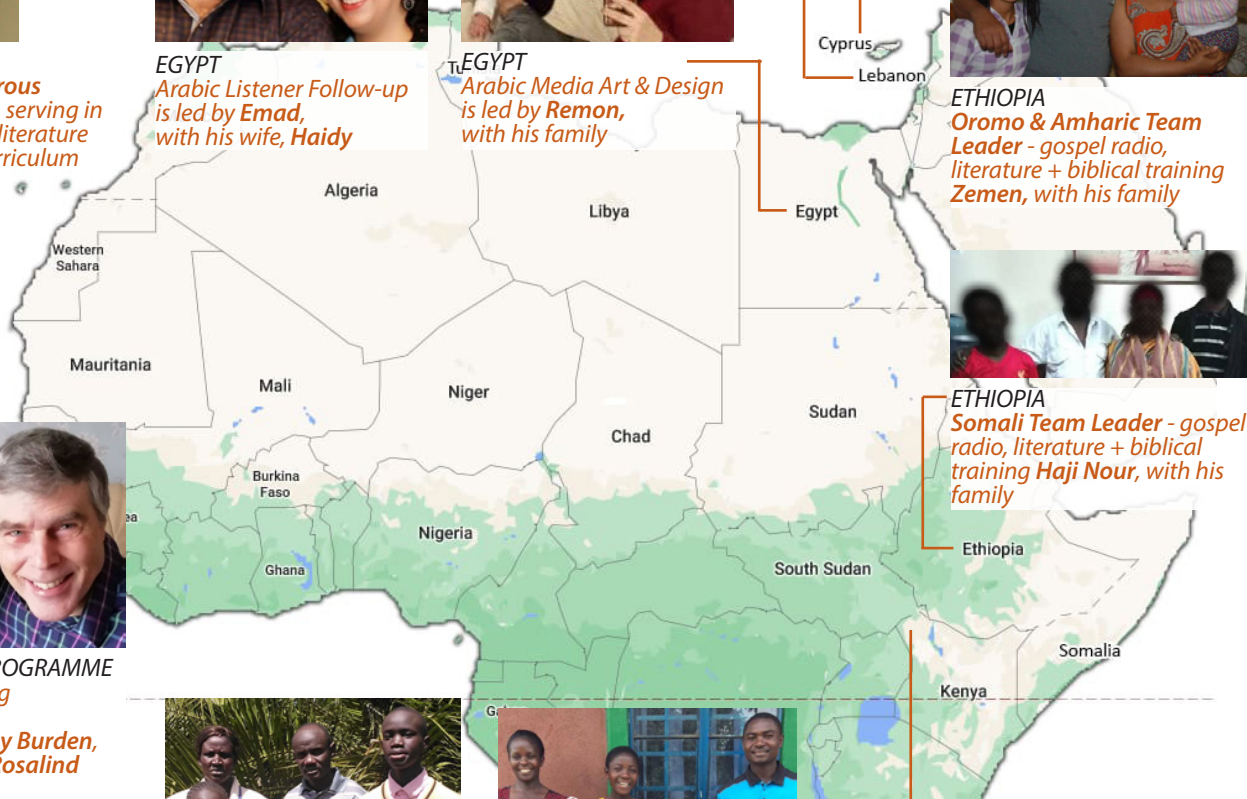 rous
serving in
literature
rriculum
EGYPT
Arabic Listener Follow-up
is led by Emad,
with his wife, Haidy
EGYPT
Arabic Media Art & Design
is led by Remon,
with his family
Cyprus
Lebanon
ETHIOPIA
Oromo & Amharic Team
Leader - gospel radio,
literature + biblical training
Zemen, with his family
Tu
Algeria
Libya
Egypt
Western
Sahara
Mauritania
Mali
Niger
Chad
Sudan
ETHIOPIA
Somali Team Leader - gospel
radio, literature + biblical
training Haji Nour, with his
family
Burkina
Faso
ea
Nigeria
Ghana
South Sudan
Ethiopia
Somalia
Kenya
Ga
OGRAMME
g
y Burden,
Rosalind